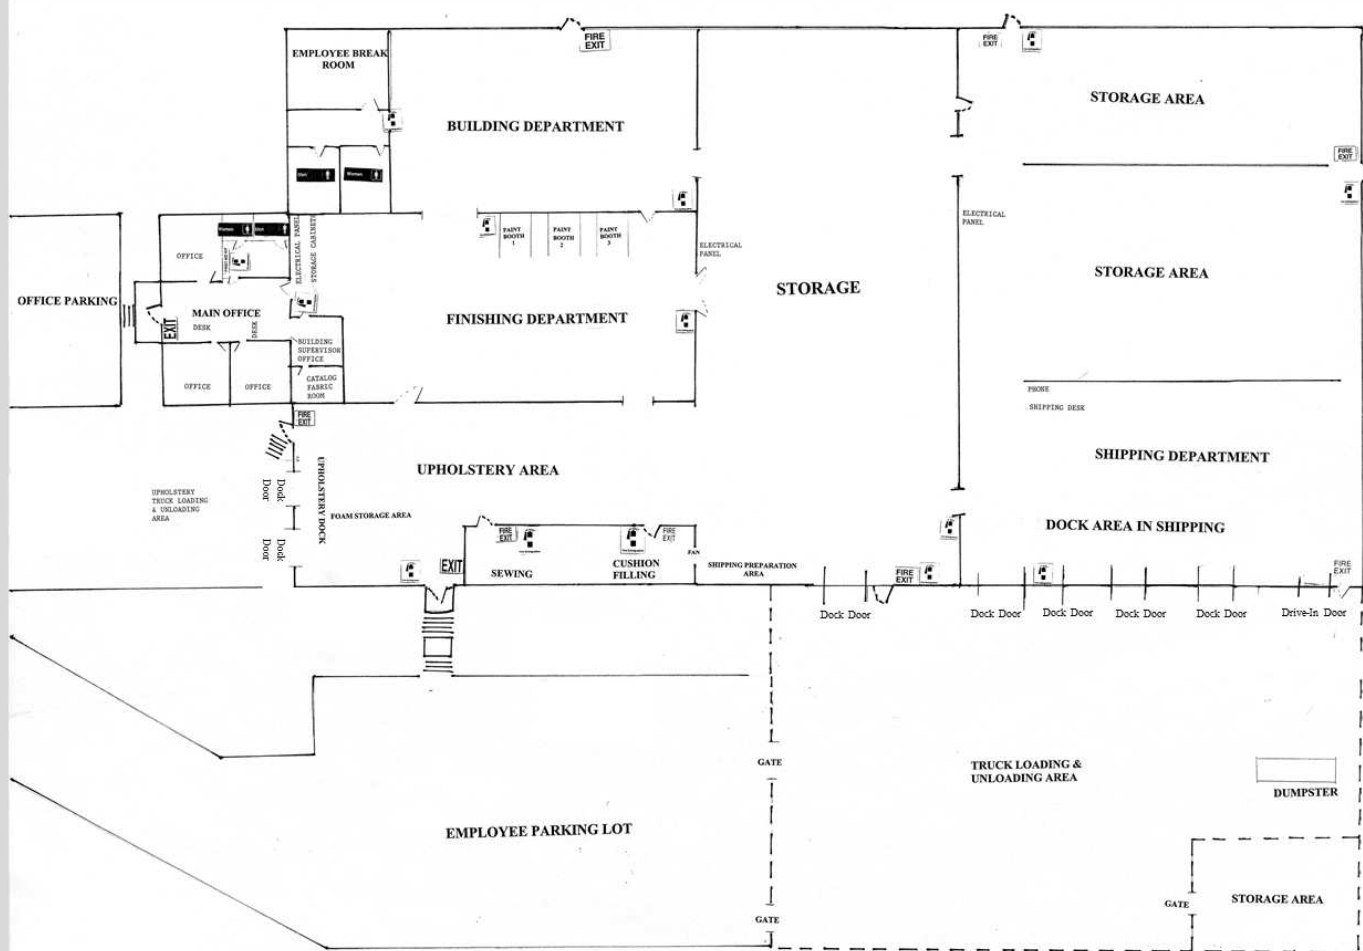 EMPLOYEE BREAK
ROOM
FIRE
EXIT
FIRE
EXIT
STORAGE AREA
BUILDING DEPARTMENT
FIRE
EXIT
Men
Women
ELECTRICAL PANEL
STORAGE CABINETS
PAINT
BOOTH
1
PAINT
BOOTH
2
PAINT
BOOTH
3
ELECTRICAL
PANEL
ELECTRICAL
PANEL
Women
Men
OFFICE
STORAGE AREA
STORAGE
OFFICE PARKING
MAIN OFFICE
EXIT
DESK
DESK
FINISHING DEPARTMENT
BUILDING
SUPERVISOR
OFFICE
CATALOG
FABRIC
ROOM
OFFICE
OFFICE
PHONE
SHIPPING DESK
FIRE
EXIT
SHIPPING DEPARTMENT
UPHOLSTERY AREA
UPHOLSTERY DOCK
Dock
Door
UPHOLSTERY
TRUCK LOADING
& UNLOADING
AREA
FOAM STORAGE AREA
DOCK AREA IN SHIPPING
Dock
Door
FIRE
EXIT
FIRE
EXIT
FAN
EXIT
SEWING
CUSHION
FILLING
SHIPPING PREPARATION
AREA
FIRE
EXIT
FIRE
EXIT
Dock Door
Dock Door
Dock Door
Dock Door
Dock Door
Drive-In Door
GATE
TRUCK LOADING &
UNLOADING AREA
DUMPSTER
EMPLOYEE PARKING LOT
GATE
GATE
STORAGE AREA